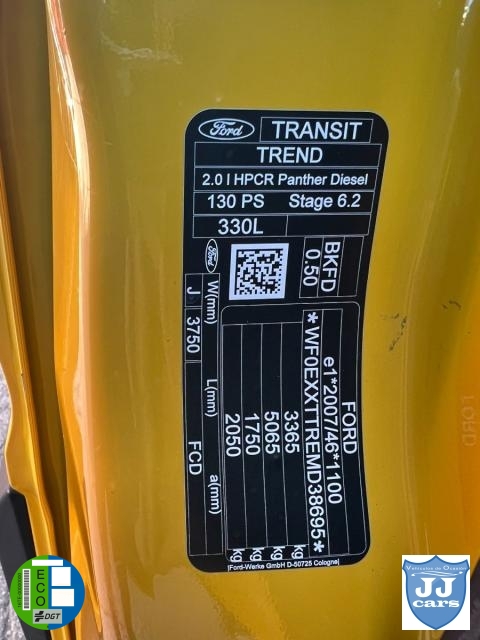 Ford TRANSIT
TREND
2.0 l HPCR Panther Diesel
130 PS Stage 6.2
330L
BKFD
0.50
Ford
W(mm) L(mm) a(mm)
J 3750 FCD
FORD
e1*2007/46*1100
*WF0EXXTTREMD38695*
3365 kg
5065 kg
1750 kg
2050 kg
[Ford-Werke GmbH D-50725 Cologne]
FORD
ECO
DGT
JJ
cars